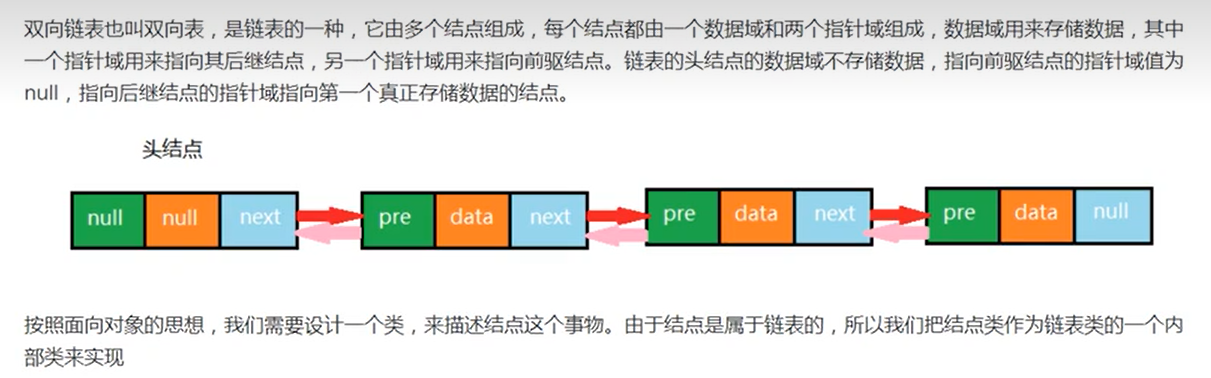 双向链表也叫双向表，是链表的一种，它由多个结点组成，每个结点都由一个数据域和两个指针域组成，数据域用来存储数据，其中
一个指针域用来指向其后继结点，另一个指针域用来指向前驱结点。链表的头结点的数据域不存储数据，指向前驱结点的指针域值为
null，指向后继结点的指针域指向第一个真正存储数据的结点。
头结点
null null next pre data next pre data next pre data null
按照面向对象的思想，我们需要设计一个类，来描述结点这个事物。由于结点是属于链表的，所以我们把结点类作为链表类的一个内
部类来实现